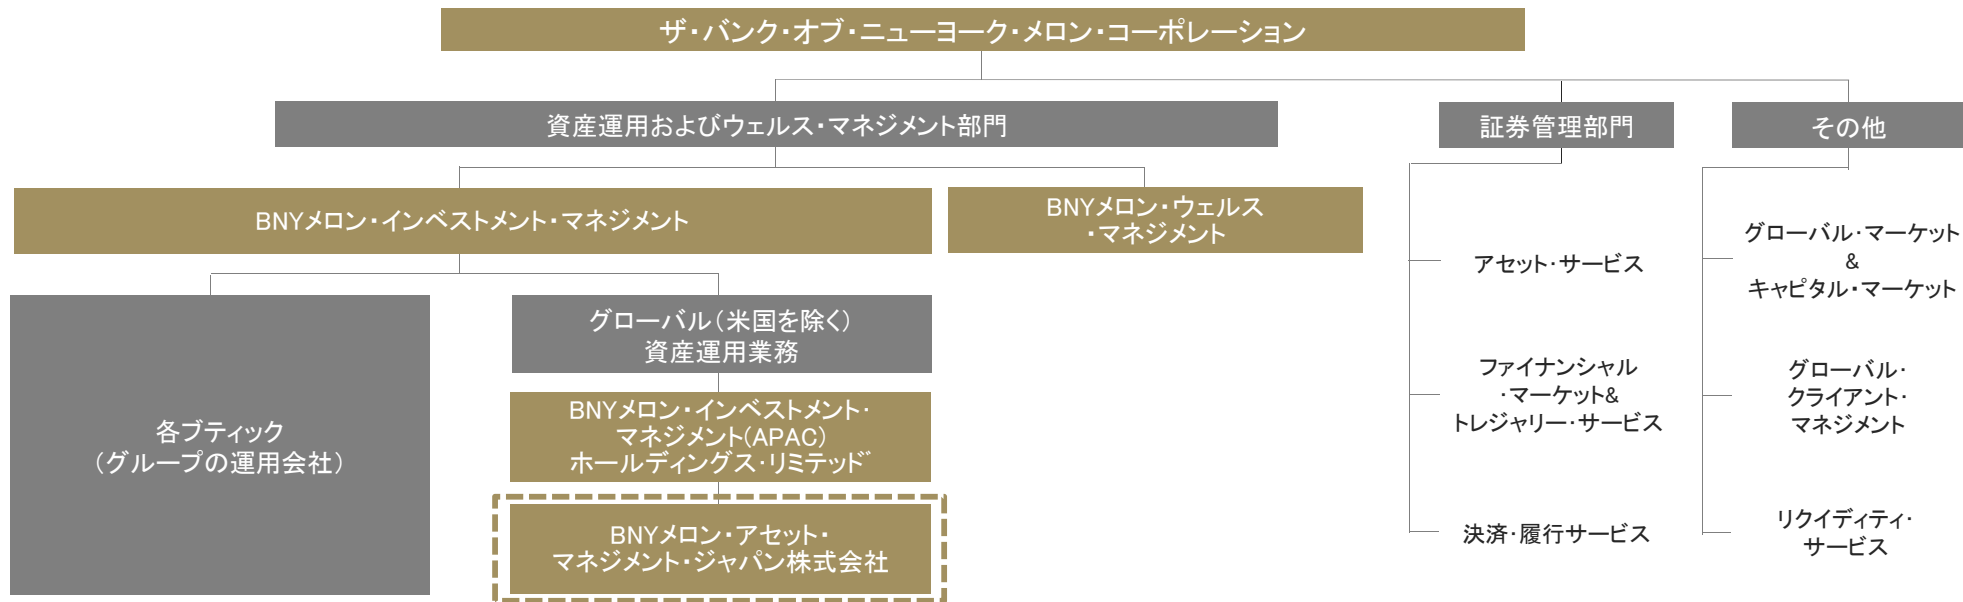 ザ・バンク・オブ・ニューヨーク・メロン・コーポレーション
資産運用およびウェルス・マネジメント部門
証券管理部門
その他
BNYメロン・インベストメント・マネジメント
BNYメロン・ウェルス
・マネジメント
グローバル・マーケット
&
キャピタル・マーケット
アセット・サービス
各ブティック
（グループの運用会社）
グローバル（米国を除く）
資産運用業務
ファイナンシャル
・マーケット&
トレジャリー・サービス
グローバル・
クライアント・
マネジメント
BNYメロン・インベストメント・
マネジメント(APAC)
ホールディングス・リミテッド
BNYメロン・アセット・
マネジメント・ジャパン株式会社
決済・履行サービス
リクイディティ・
サービス